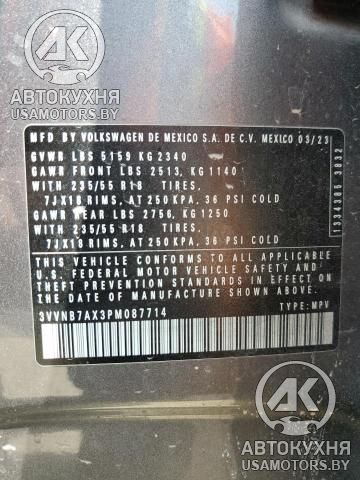 АВТОКУХНЯ
USAMOTORS.BY
MFD BY VOLKSWAGEN DE MEXICO S.A. DE C.V. MEXICO 03/23
GVWR LBS 5159 KG 2340
GAWR FRONT LBS 2513, KG 1140
WITH 235/55 R18 TIRES,
7JX18 RIMS, AT 250 KPA, 36 PSI COLD
GAWR REAR LBS 2756, KG 1250
WITH 235/55 R18 TIRES,
7JX18 RIMS, AT 250 KPA, 36 PSI COLD
THIS VEHICLE CONFORMS TO ALL APPLICABLE
U.S. FEDERAL MOTOR VEHICLE SAFETY AND
THEFT PREVENTION STANDARDS IN EFFECT
ON THE DATE OF MANUFACTURE SHOWN ABOVE.
3VVNB7AX3PM087714 TYPE: MPV
1334385 3832
АВТОКУХНЯ
USAMOTORS.BY